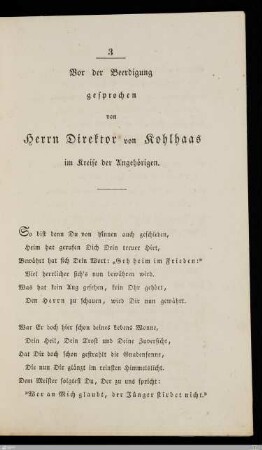 3
Vor der Beerdigung
gesprochen
von
Herrn Direktor von Kohlhaas
im Kreise der Angehörigen.
So bist denn Du von hinnen auch geschieden,
Heim hat gerufen Dich Dein treuer Hirt,
Bewährt hat sich Dein Wort: „Geh heim im Frieden!"
Viel herrlicher sich's nun bewähren wird.
Was hat kein Aug gesehen, kein Ohr gehöret,
Den Herrn zu schauen, wird Dir nun gewährt.
War Er doch hier schon deines Lebens Wonne,
Dein Heil, Dein Trost und Deine Zuversicht,
Hat Dir doch schon gestrahlt die Gnadensonne,
Die nun Dir glänzt im reinsten Himmelslicht.
Dem Meister folgtest Du, Der zu uns spricht:
"Wer an Mich glaubt, der Jünger stirbet nicht."